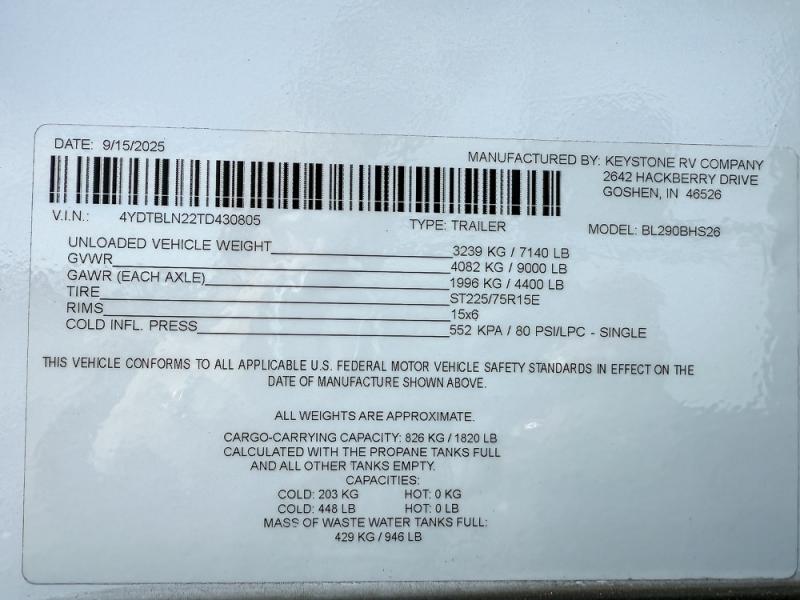 DATE: 9/15/2025
MANUFACTURED BY: KEYSTONE RV COMPANY
2642 HACKBERRY DRIVE
GOSHEN, IN 46526
V.I.N.: 4YDTBLN22TD430805
TYPE: TRAILER
MODEL: BL290BHS26
UNLOADED VEHICLE WEIGHT 3239 KG / 7140 LB
GVWR 4082 KG / 9000 LB
GAWR (EACH AXLE) 1996 KG / 4400 LB
TIRE ST225/75R15E
RIMS 15x6
COLD INFL. PRESS 552 KPA / 80 PSI/LPC - SINGLE
THIS VEHICLE CONFORMS TO ALL APPLICABLE U.S. FEDERAL MOTOR VEHICLE SAFETY STANDARDS IN EFFECT ON THE
DATE OF MANUFACTURE SHOWN ABOVE.
ALL WEIGHTS ARE APPROXIMATE.
CARGO-CARRYING CAPACITY: 826 KG / 1820 LB
CALCULATED WITH THE PROPANE TANKS FULL
AND ALL OTHER TANKS EMPTY.
CAPACITIES:
COLD: 203 KG HOT: 0 KG
COLD: 448 LB HOT: 0 LB
MASS OF WASTE WATER TANKS FULL:
429 KG / 946 LB